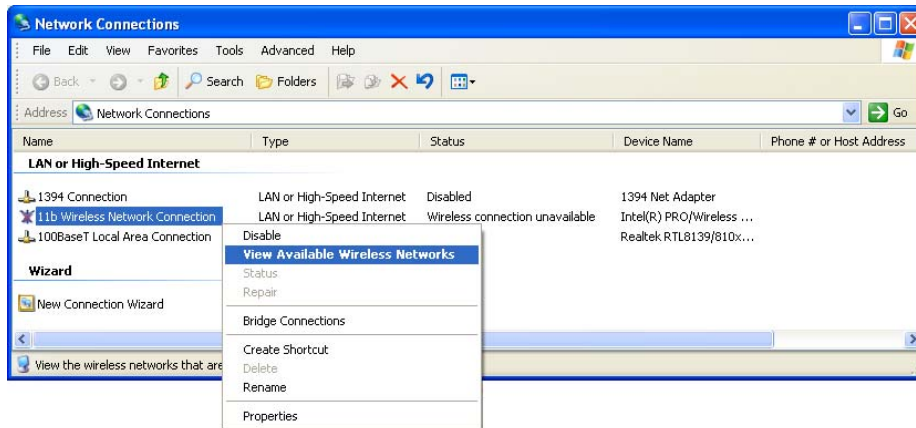 Network Connections
File Edit View Favorites Tools Advanced Help
Back Search Folders
Address Network Connections Go
Name Type Status Device Name Phone # or Host Address
LAN or High-Speed Internet
1394 Connection LAN or High-Speed Internet Disabled 1394 Net Adapter
11b Wireless Network Connection LAN or High-Speed Internet Wireless connection unavailable Intel(R) PRO/Wireless ...
100BaseT Local Area Connection Realtek RTL8139/810x...
Disable
View Available Wireless Networks
Status
Repair
Bridge Connections
Create Shortcut
Delete
Rename
Properties
Wizard
New Connection Wizard
View the wireless networks that are